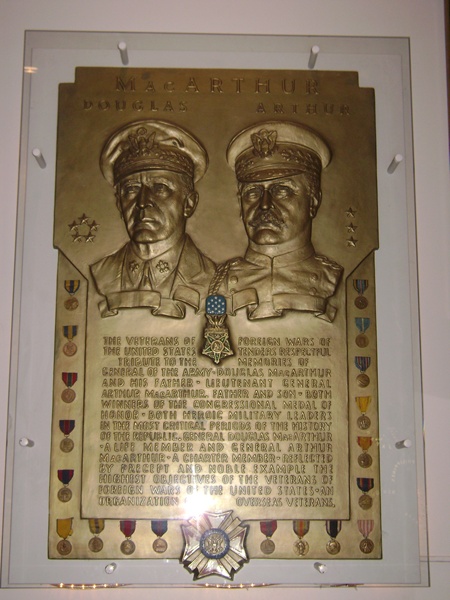 MACARTHUR
DOUGLAS ARTHUR
THE VETERANS OF FOREIGN WARS OF
THE UNITED STATES TENDERS RESPECTFUL
TRIBUTE TO THE MEMORIES OF
GENERAL OF THE ARMY · DOUGLAS MACARTHUR
AND HIS FATHER · LIEUTENANT GENERAL
ARTHUR MACARTHUR. FATHER AND SON · BOTH
WINNERS OF THE CONGRESSIONAL MEDAL OF
HONOR · BOTH HEROIC MILITARY LEADERS
IN THE MOST CRITICAL PERIODS OF THE HISTORY
OF THE REPUBLIC. GENERAL DOUGLAS MACARTHUR
· A LIFE MEMBER AND GENERAL ARTHUR
MACARTHUR · A CHARTER MEMBER · REFLECTED
BY PRECEPT AND NOBLE EXAMPLE THE
HIGHEST OBJECTIVES OF THE VETERANS OF
FOREIGN WARS OF THE UNITED STATES · AN
ORGANIZATION OVERSEAS VETERANS.